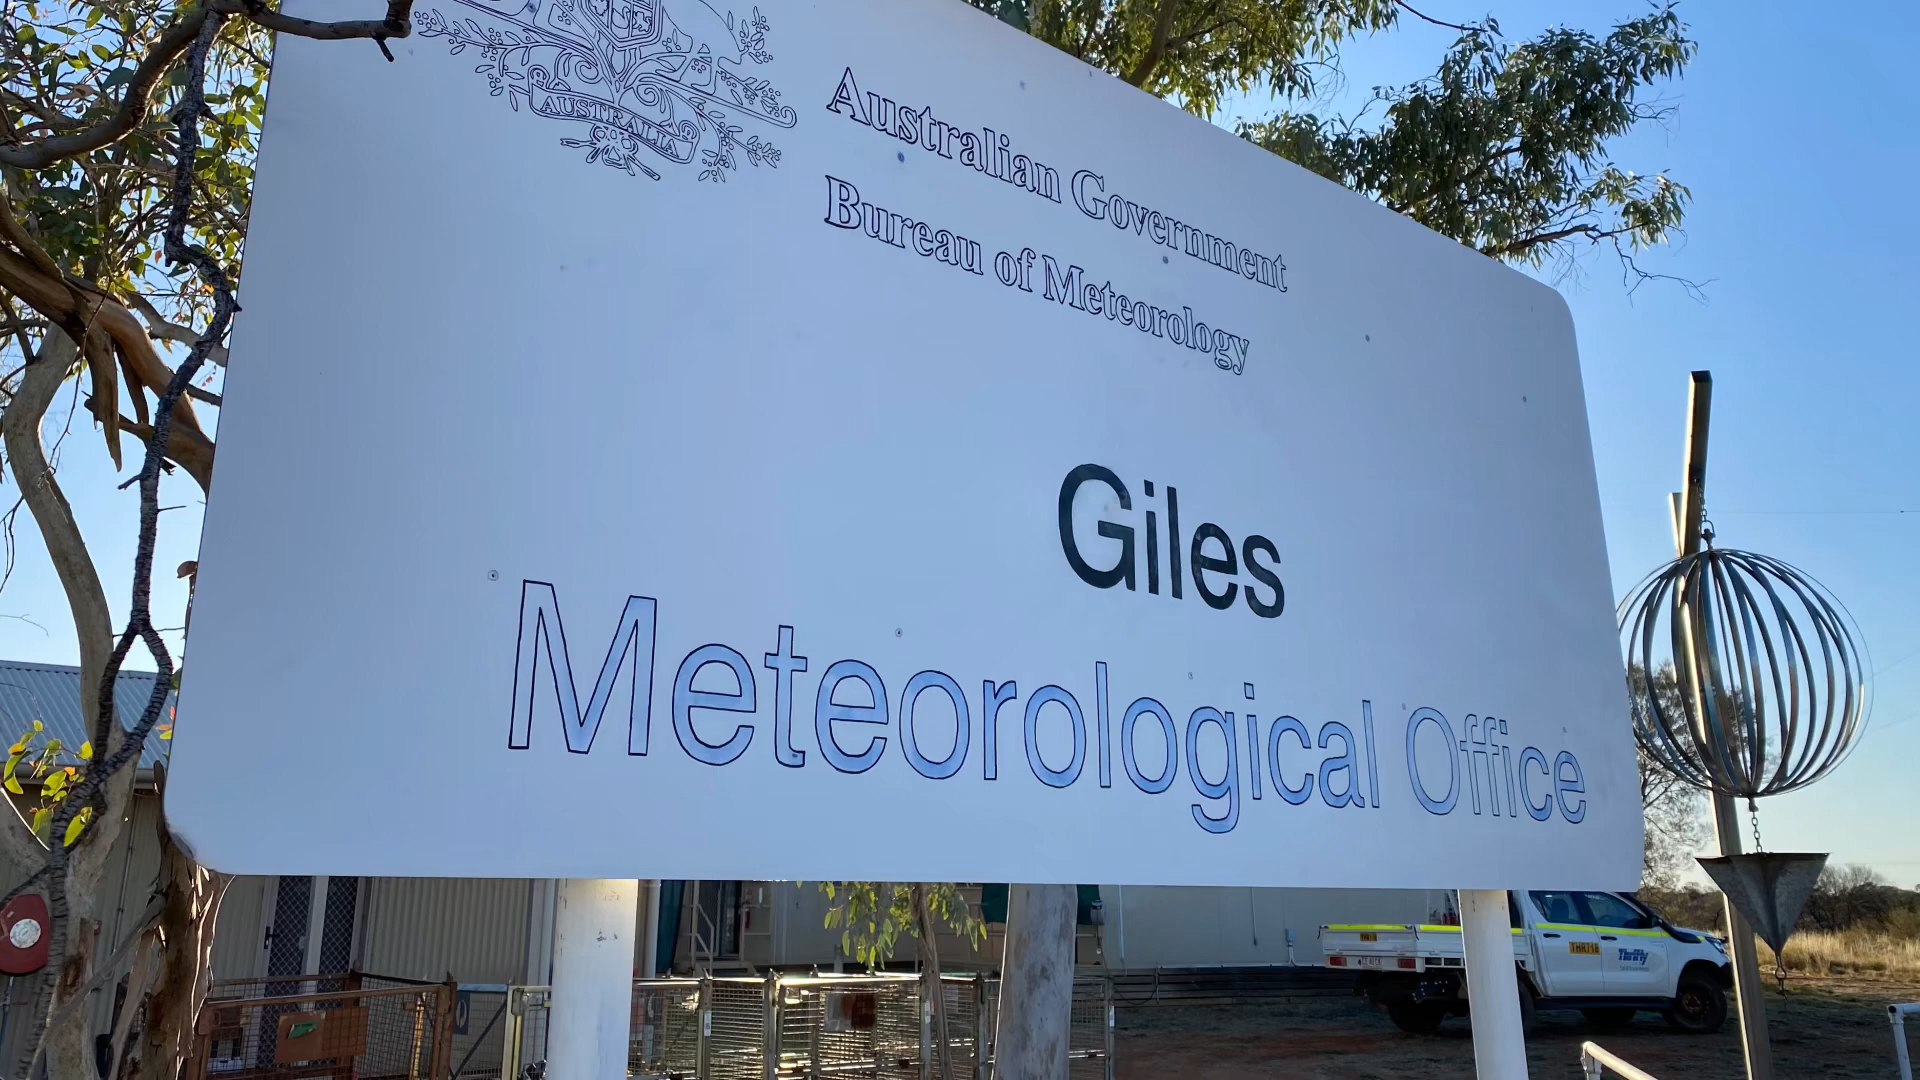 AUSTRALIA
Australian Government
Bureau of Meteorology
Giles
Meteorological Office
Thrifty